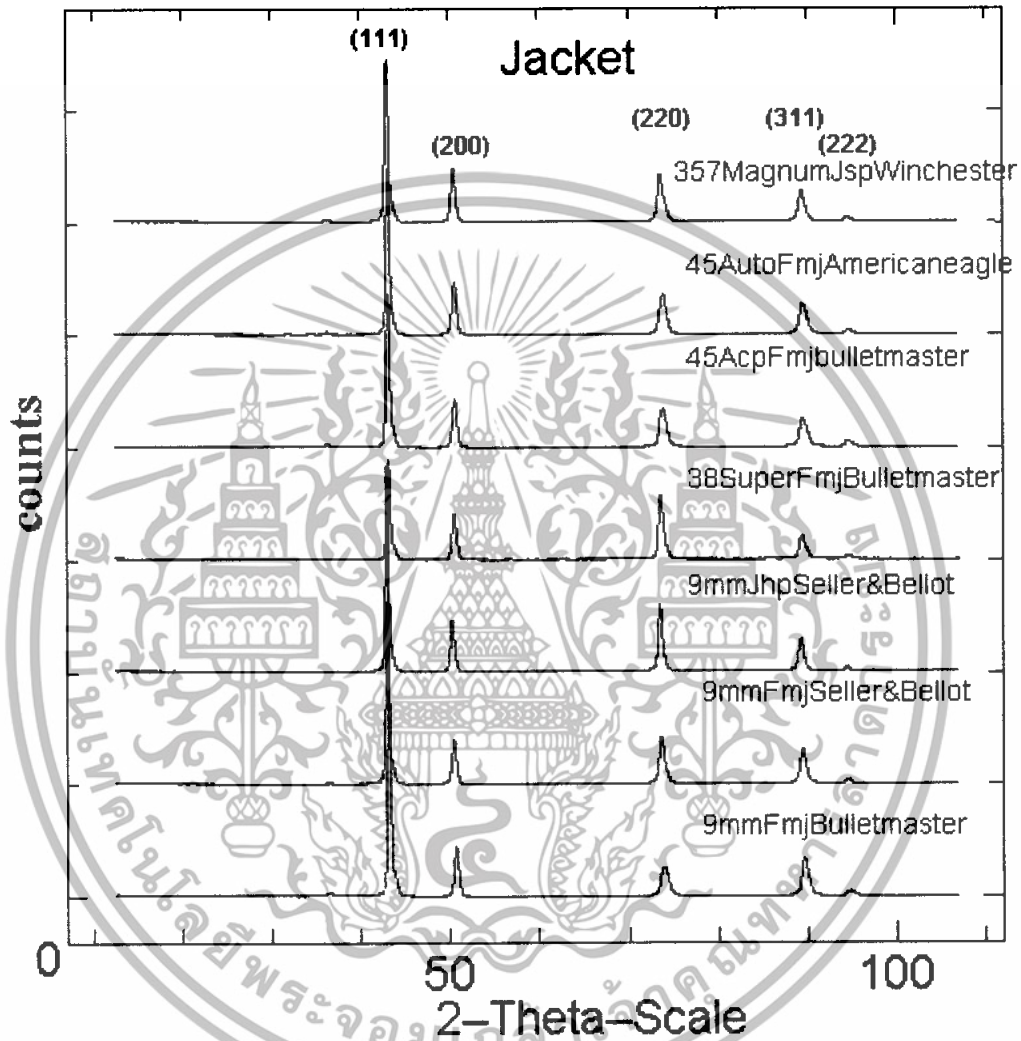 (111)
Jacket
(200)
(220)
(311)
(222)
357MagnumJspWinchester
45AutoFmjAmericaneagle
45AcpFmjbulletmaster
38SuperFmjBulletmaster
9mmJhpSeller&Bellot
9mmFmjSeller&Bellot
9mmFmjBulletmaster
counts
0
50
100
2-Theta-Scale